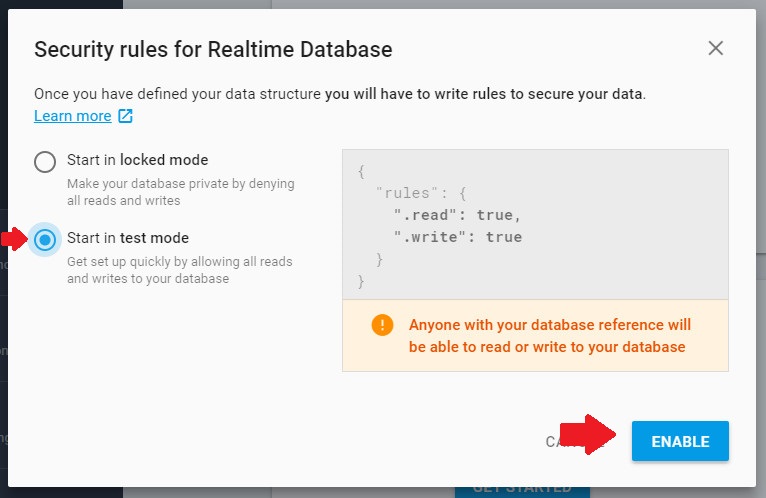 Security rules for Realtime Database
Once you have defined your data structure you will have to write rules to secure your data.
Learn more
Start in locked mode
Make your database private by denying
all reads and writes
Start in test mode
Get set up quickly by allowing all reads
and writes to your database
{
"rules": {
".read": true,
".write": true
}
}
Anyone with your database reference will
be able to read or write to your database
ENABLE
GET STARTED